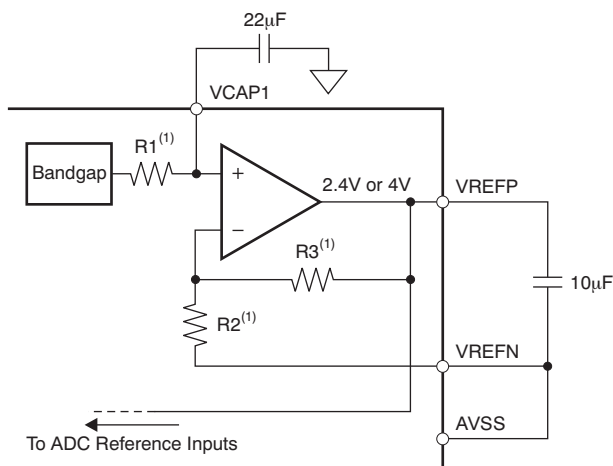 22μF
VCAP1
R1(1)
Bandgap
+
2.4V or 4V
VREFP
−
R3(1)
10μF
R2(1)
VREFN
AVSS
To ADC Reference Inputs